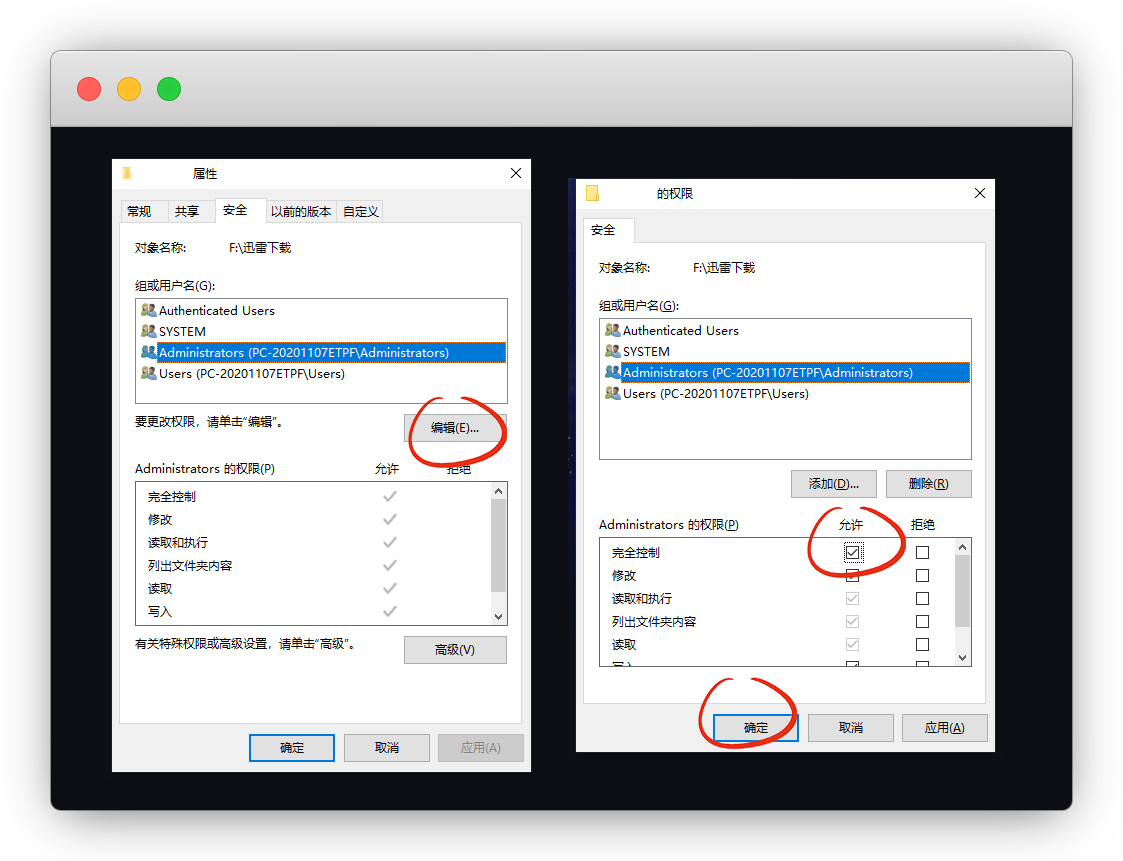 属性
常规 共享 安全 以前的版本 自定义
对象名称: F:\迅雷下载
组或用户名(G):
Authenticated Users
SYSTEM
Administrators (PC-20201107ETPF\Administrators)
Users (PC-20201107ETPF\Users)
要更改权限，请单击“编辑”。
编辑(E)...
Administrators 的权限(P) 允许 拒绝
完全控制
修改
读取和执行
列出文件夹内容
读取
写入
有关特殊权限或高级设置，请单击“高级”。
高级(V)
确定 取消 应用(A)
的权限
安全
对象名称: F:\迅雷下载
组或用户名(G):
Authenticated Users
SYSTEM
Administrators (PC-20201107ETPF\Administrators)
Users (PC-20201107ETPF\Users)
添加(D)... 删除(R)
Administrators 的权限(P) 允许 拒绝
完全控制
修改
读取和执行
列出文件夹内容
读取
确定 取消 应用(A)